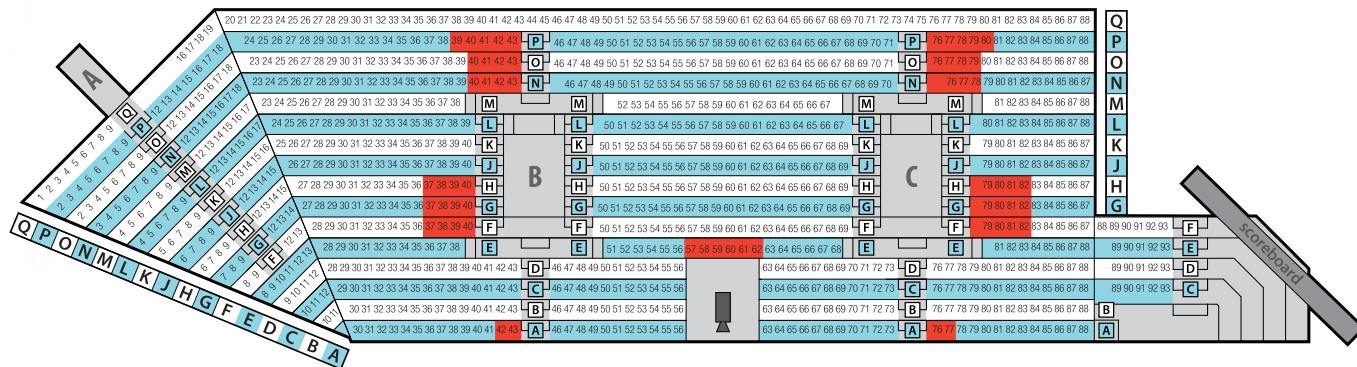 A
Q P O N M L K J H G F
Q P O N M L K J H G F E D C B A
20 21 22 23 24 25 26 27 28 29 30 31 32 33 34 35 36 37 38 39 40 41 42 43 44 45 46 47 48 49 50 51 52 53 54 55 56 57 58 59 60 61 62 63 64 65 66 67 68 69 70 71 72 73 74 75 76 77 78 79 80 81 82 83 84 85 86 87 88 Q
24 25 26 27 28 29 30 31 32 33 34 35 36 37 38 39 40 41 42 43 P 46 47 48 49 50 51 52 53 54 55 56 57 58 59 60 61 62 63 64 65 66 67 68 69 70 71 P 76 77 78 79 80 81 82 83 84 85 86 87 88 P
23 24 25 26 27 28 29 30 31 32 33 34 35 36 37 38 39 40 41 42 43 O 46 47 48 49 50 51 52 53 54 55 56 57 58 59 60 61 62 63 64 65 66 67 68 69 70 71 O 76 77 78 79 80 81 82 83 84 85 86 87 88 O
23 24 25 26 27 28 29 30 31 32 33 34 35 36 37 38 39 40 41 42 43 N 46 47 48 49 50 51 52 53 54 55 56 57 58 59 60 61 62 63 64 65 66 67 68 69 70 N 76 77 78 79 80 81 82 83 84 85 86 87 88 N
23 24 25 26 27 28 29 30 31 32 33 34 35 36 37 38 M M 52 53 54 55 56 57 58 59 60 61 62 63 64 65 66 67 M M 81 82 83 84 85 86 87 88 M
24 25 26 27 28 29 30 31 32 33 34 35 36 37 38 39 L L 50 51 52 53 54 55 56 57 58 59 60 61 62 63 64 65 66 67 L L 80 81 82 83 84 85 86 87 88 L
25 26 27 28 29 30 31 32 33 34 35 36 37 38 39 40 K K 50 51 52 53 54 55 56 57 58 59 60 61 62 63 64 65 66 67 68 69 K K 79 80 81 82 83 84 85 86 87 88 K
26 27 28 29 30 31 32 33 34 35 36 37 38 39 40 J J 50 51 52 53 54 55 56 57 58 59 60 61 62 63 64 65 66 67 68 69 J J 79 80 81 82 83 84 85 86 87 88 J
B C
27 28 29 30 31 32 33 34 35 36 37 38 39 40 H H 50 51 52 53 54 55 56 57 58 59 60 61 62 63 64 65 66 67 68 69 H H 79 80 81 82 83 84 85 86 87 H
28 29 30 31 32 33 34 35 36 37 38 39 40 G G 50 51 52 53 54 55 56 57 58 59 60 61 62 63 64 65 66 67 68 69 G G 79 80 81 82 83 84 85 86 87 G
28 29 30 31 32 33 34 35 36 37 38 39 40 F F 50 51 52 53 54 55 56 57 58 59 60 61 62 63 64 65 66 67 68 69 F F 79 80 81 82 83 84 85 86 87 88 89 90 91 92 93 F
28 29 30 31 32 33 34 35 36 37 38 E E 51 52 53 54 55 56 57 58 59 60 61 62 63 64 65 66 67 68 E E 81 82 83 84 85 86 87 88 89 90 91 92 93 E
28 29 30 31 32 33 34 35 36 37 38 39 40 41 42 43 D 46 47 48 49 50 51 52 53 54 55 56 63 64 65 66 67 68 69 70 71 72 73 D 76 77 78 79 80 81 82 83 84 85 86 87 88 89 90 91 92 93 D
29 30 31 32 33 34 35 36 37 38 39 40 41 42 43 C 46 47 48 49 50 51 52 53 54 55 56 63 64 65 66 67 68 69 70 71 72 73 C 76 77 78 79 80 81 82 83 84 85 86 87 88 89 90 91 92 93 C
30 31 32 33 34 35 36 37 38 39 40 41 42 43 B 46 47 48 49 50 51 52 53 54 55 56 63 64 65 66 67 68 69 70 71 72 73 B 76 77 78 79 80 81 82 83 84 85 86 87 88 B
30 31 32 33 34 35 36 37 38 39 40 41 42 43 A 46 47 48 49 50 51 52 53 54 55 56 63 64 65 66 67 68 69 70 71 72 73 A 76 77 78 79 80 81 82 83 84 85 86 87 88 A
scoreboard